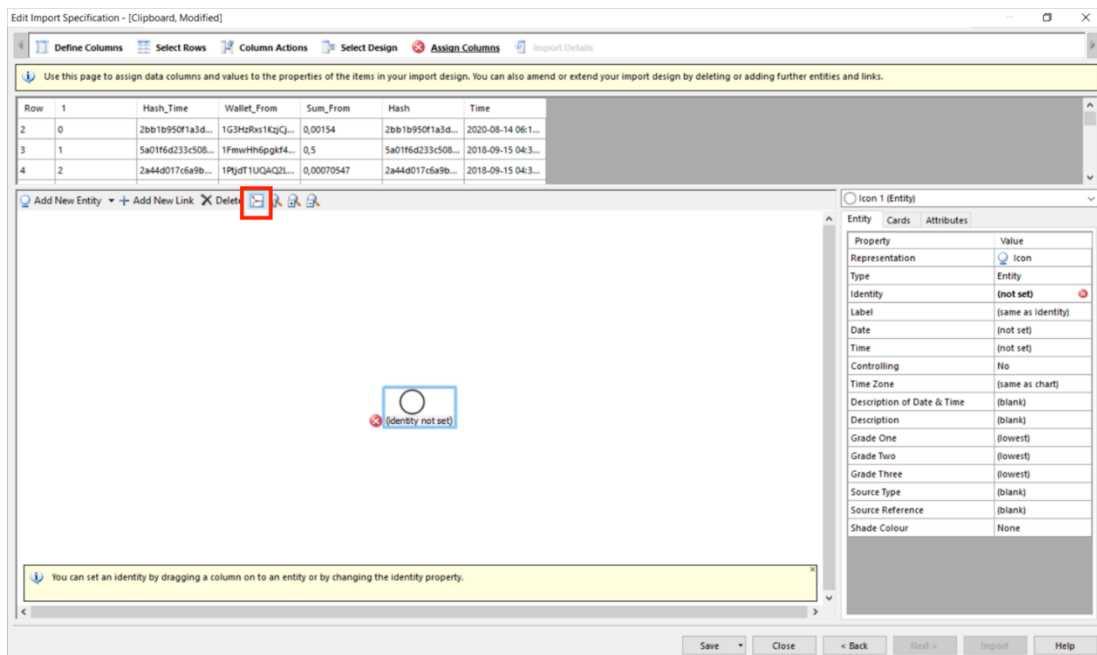 Edit Import Specification - [Clipboard, Modified]
Define Columns Select Rows Column Actions Select Design Assign Columns Import Details
Use this page to assign data columns and values to the properties of the items in your import design. You can also amend or extend your import design by deleting or adding further entities and links.
Row 1 Hash_Time Wallet_From Sum_From Hash Time
2 0 2bb1b950f1a3d... 1G3HzRxs1KzjCj... 0,00154 2bb1b950f1a3d... 2020-08-14 06:1...
3 1 5a01f6d233c508... 1FmwHh6pgkf4... 0,5 5a01f6d233c508... 2018-09-15 04:3...
4 2 2a44d017c6a9b... 1PtjdT1UQAQ2L... 0,00070547 2a44d017c6a9b... 2018-09-15 04:3...
Add New Entity Add New Link Delete
Icon 1 (Entity)
Entity Cards Attributes
Property Value
Representation Icon
Type Entity
Identity (not set)
Label (same as Identity)
Date (not set)
Time (not set)
Controlling No
Time Zone (same as chart)
Description of Date & Time (blank)
Description (blank)
Grade One (lowest)
Grade Two (lowest)
Grade Three (lowest)
Source Type (blank)
Source Reference (blank)
Shade Colour None
(identity not set)
You can set an identity by dragging a column on to an entity or by changing the identity property.
Save Close < Back Next > Import Help